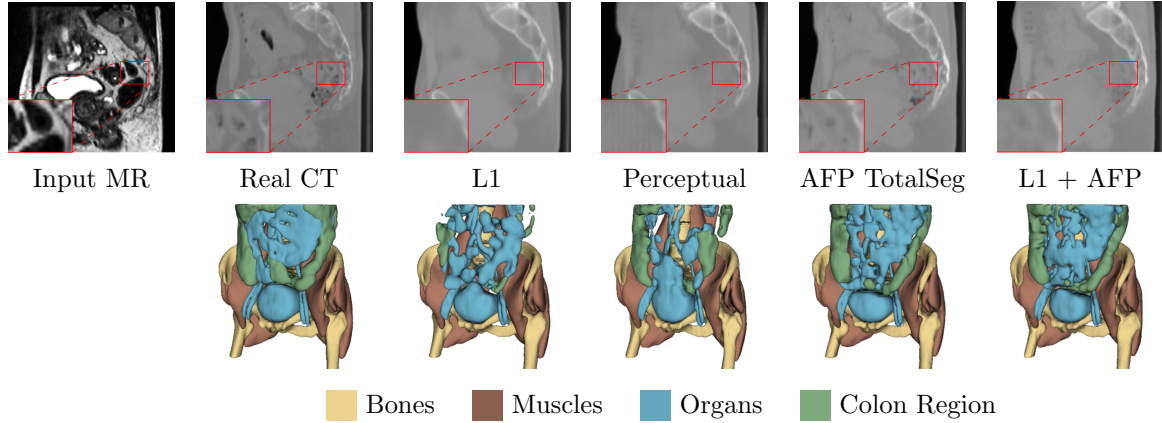 Input MR Real CT L1 Perceptual AFP TotalSeg L1 + AFP
Bones Muscles Organs Colon Region